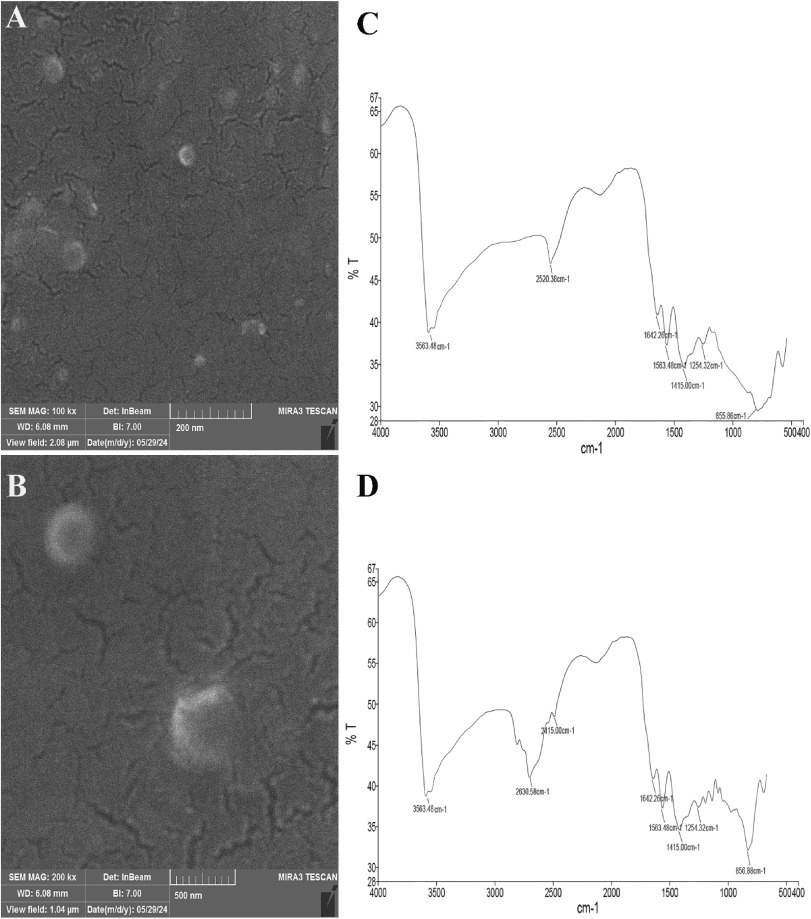 A
SEM MAG: 100 kx Det: InBeam MIRA3 TESCAN
WD: 6.08 mm BI: 7.00 200 nm
View field: 2.08 µm Date(m/d/y): 05/29/24
B
SEM MAG: 200 kx Det: InBeam MIRA3 TESCAN
WD: 6.08 mm BI: 7.00 500 nm
View field: 1.04 µm Date(m/d/y): 05/29/24
C
67
65
60
55
50
45
40
35
30
28
% T
3563.48cm-1
2520.38cm-1
1642.26cm-1
1563.48cm-1 1254.32cm-1
1415.00cm-1
855.86cm-1
4000 3500 3000 2500 2000 1500 1000 500400
cm-1
D
67
65
60
55
50
45
40
35
30
28
% T
2415.00cm-1
3563.48cm-1
2630.58cm-1
1642.26cm-1
1563.48cm-1 1254.32cm-1
1415.00cm-1
856.88cm-1
4000 3500 3000 2500 2000 1500 1000 500 400
cm-1